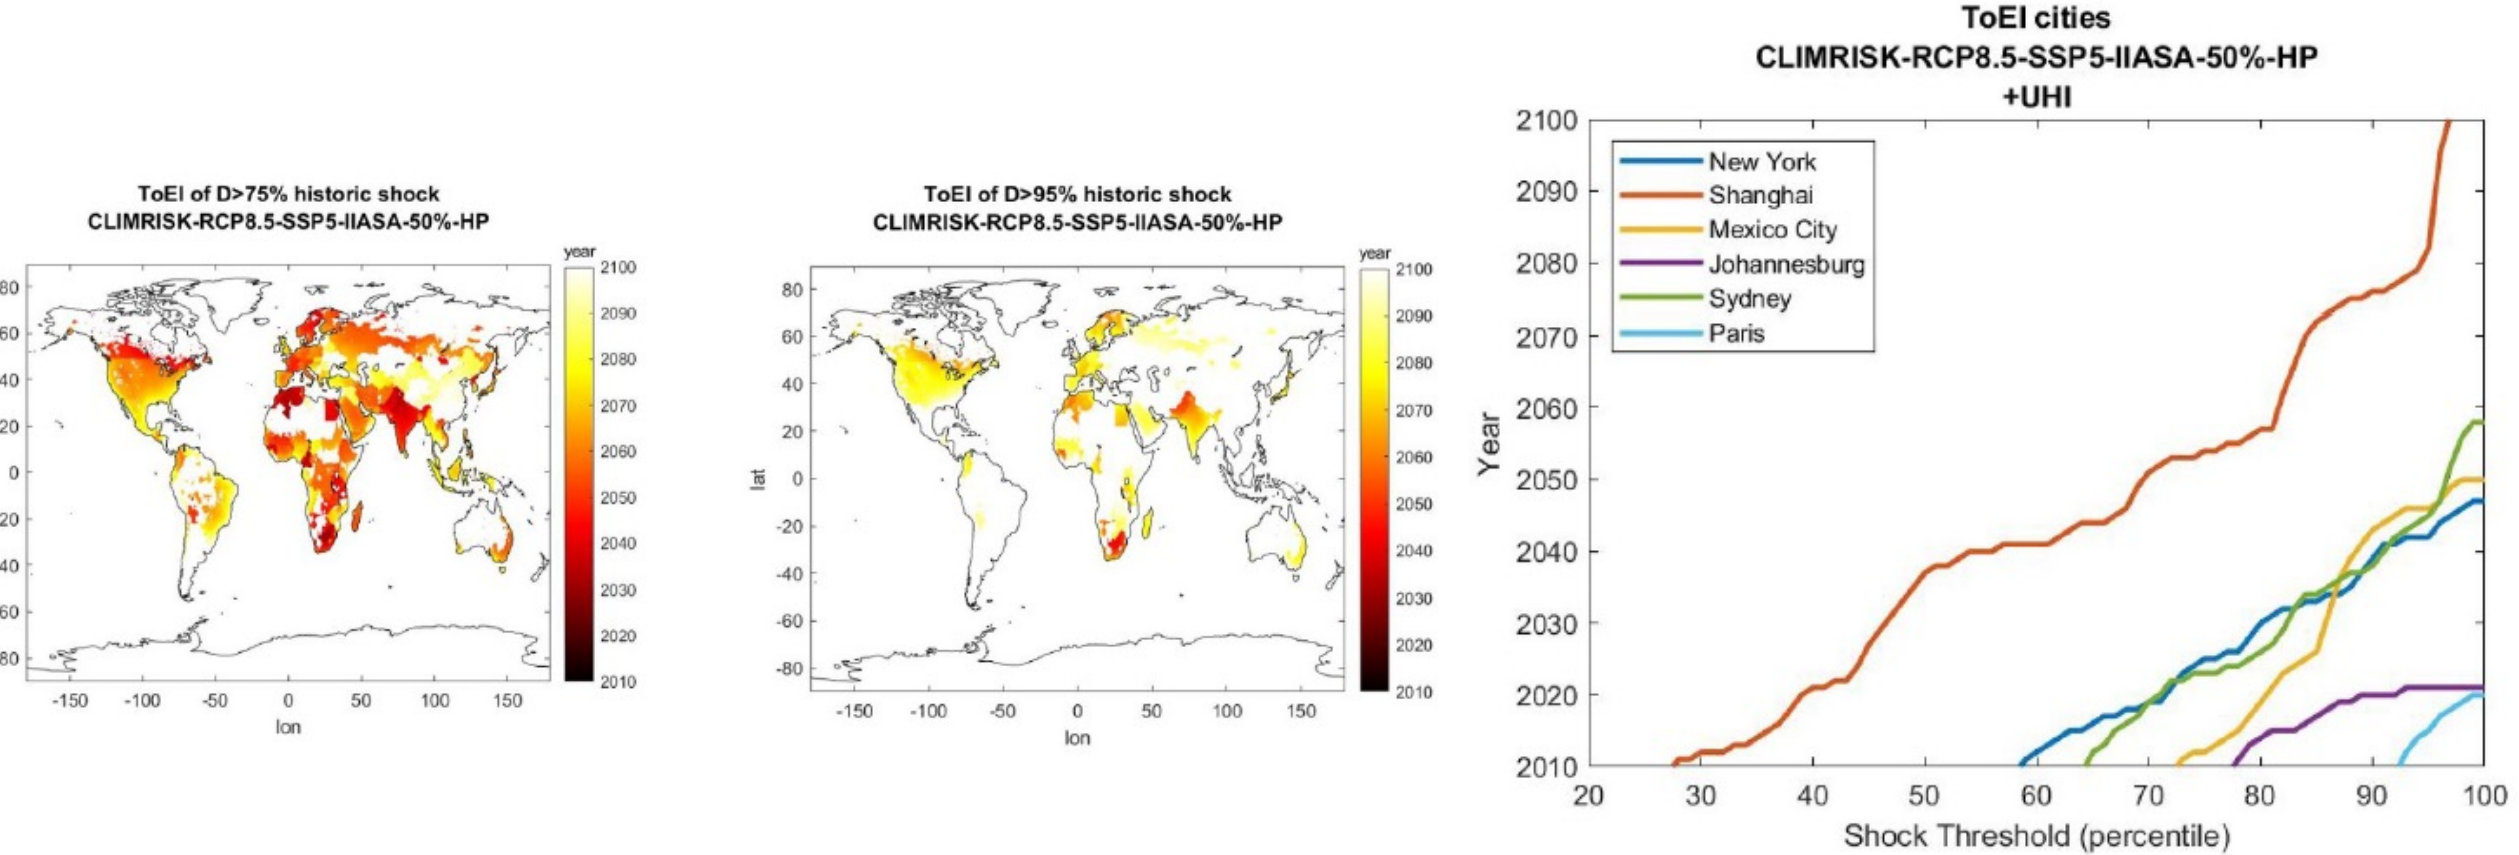 ToEI of D>75% historic shock
CLIMRISK-RCP8.5-SSP5-IIASA-50%-HP
year
80
60
40
20
0
20
40
60
80
-150 -100 -50 0 50 100 150
lon
2100
2090
2080
2070
2060
2050
2040
2030
2020
2010
ToEI of D>95% historic shock
CLIMRISK-RCP8.5-SSP5-IIASA-50%-HP
year
lat
80
60
40
20
0
-20
-40
-60
-80
-150 -100 -50 0 50 100 150
lon
2100
2090
2080
2070
2060
2050
2040
2030
2020
2010
ToEI cities
CLIMRISK-RCP8.5-SSP5-IIASA-50%-HP
+UHI
Year
2100
2090
2080
2070
2060
2050
2040
2030
2020
2010
New York
Shanghai
Mexico City
Johannesburg
Sydney
Paris
20 30 40 50 60 70 80 90 100
Shock Threshold (percentile)